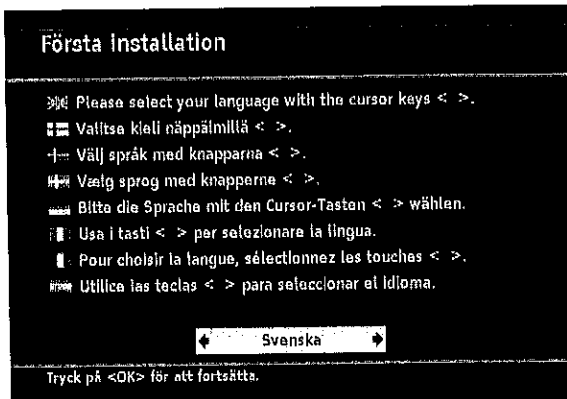 Första Installation
Please select your language with the cursor keys < >.
Valitse kieli näppälmillä < >.
Välj språk med knapparna < >.
Vælg sprog med knapperne < >.
Bitte die Sprache mit den Cursor-Tasten < > wählen.
Usa i tasti < > per selezionare la lingua.
Pour choisir la langue, sélectionnez les touches < >.
Utilice las teclas < > para seleccionar el idioma.
Svenska
Tryck på <OK> för att fortsätta.